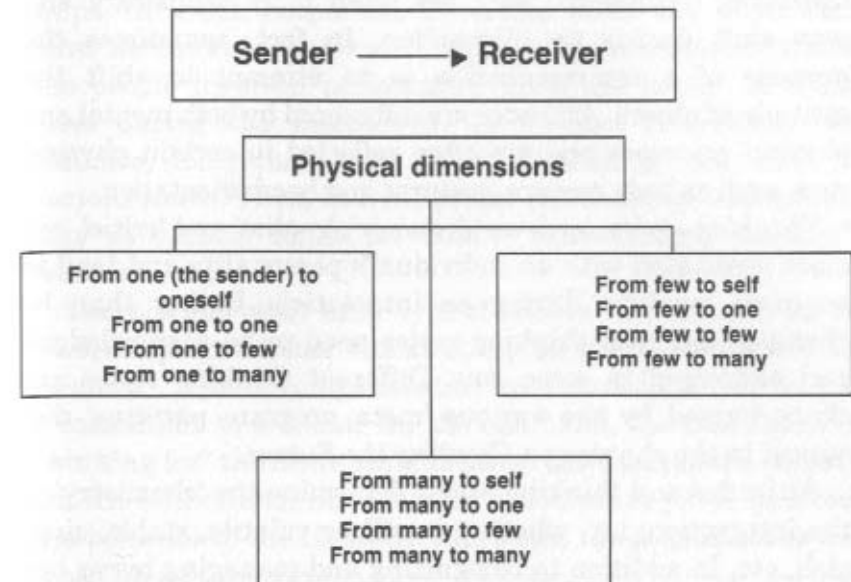 Sender → Receiver
Physical dimensions
From one (the sender) to
oneself
From one to one
From one to few
From one to many
From few to self
From few to one
From few to few
From few to many
From many to self
From many to one
From many to few
From many to many